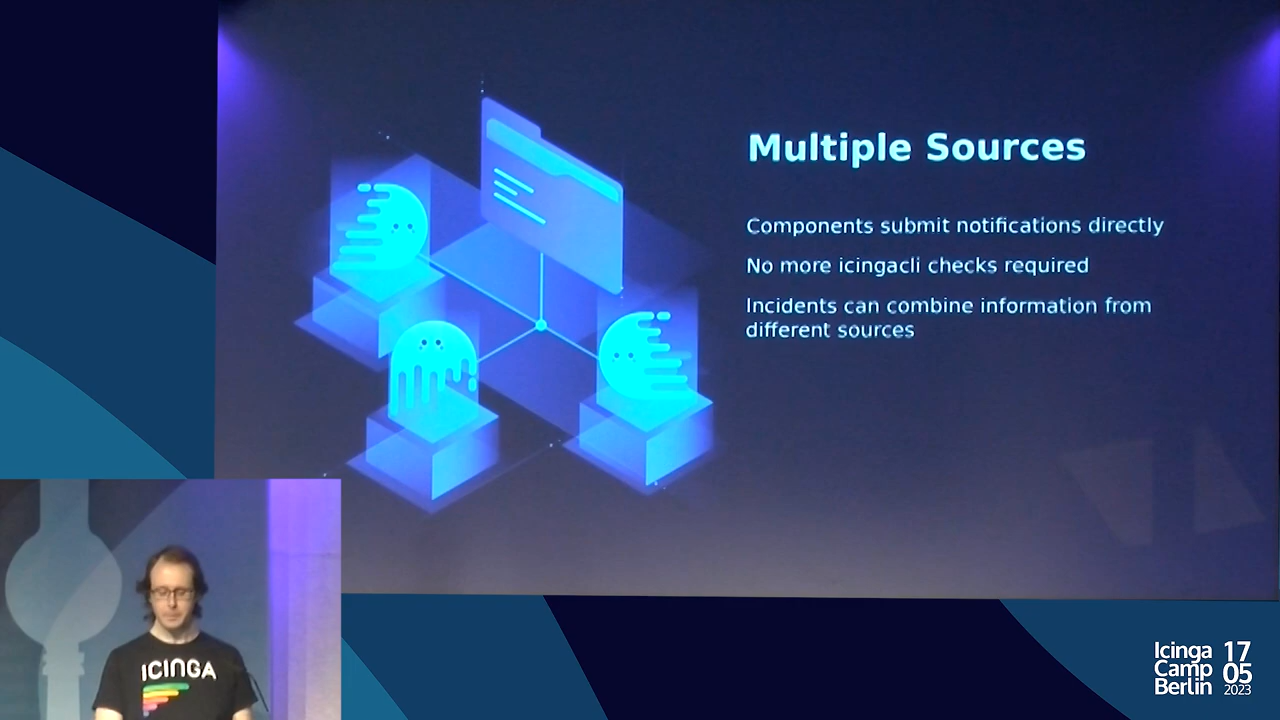 Multiple Sources
Components submit notifications directly
No more icingacli checks required
Incidents can combine information from
different sources
ICINGA
Icinga 17
Camp 05
Berlin 2023